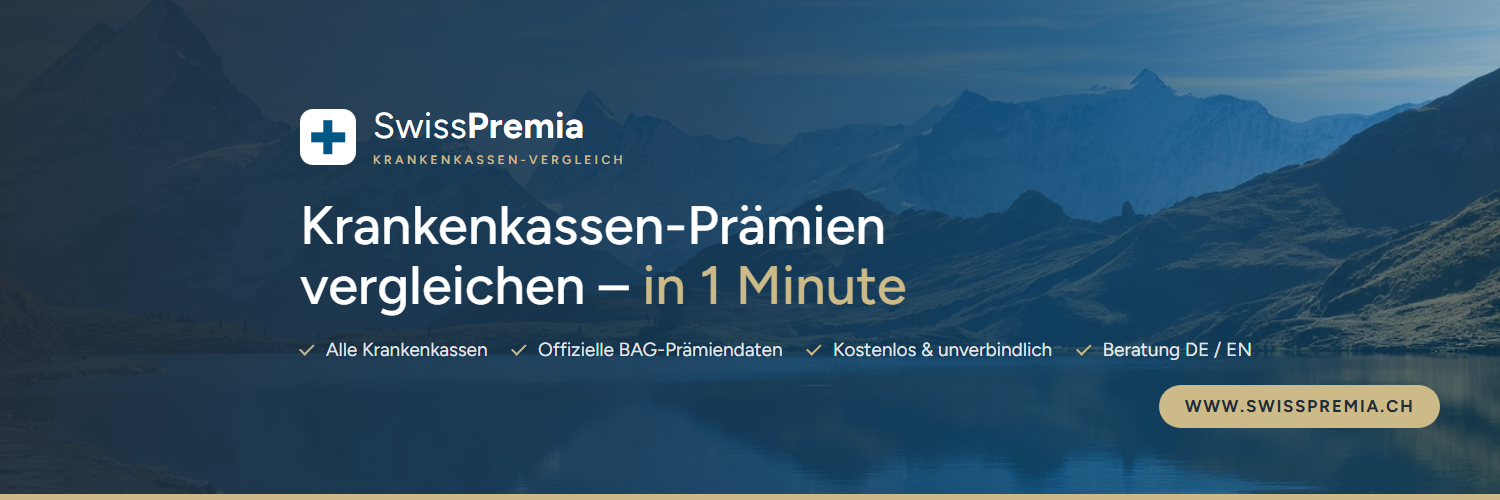 SwissPremia
KRANKENKASSEN-VERGLEICH
Krankenkassen-Prämien
vergleichen – in 1 Minute
Alle Krankenkassen Offizielle BAG-Prämiendaten Kostenlos & unverbindlich Beratung DE / EN
WWW.SWISSPREMIA.CH